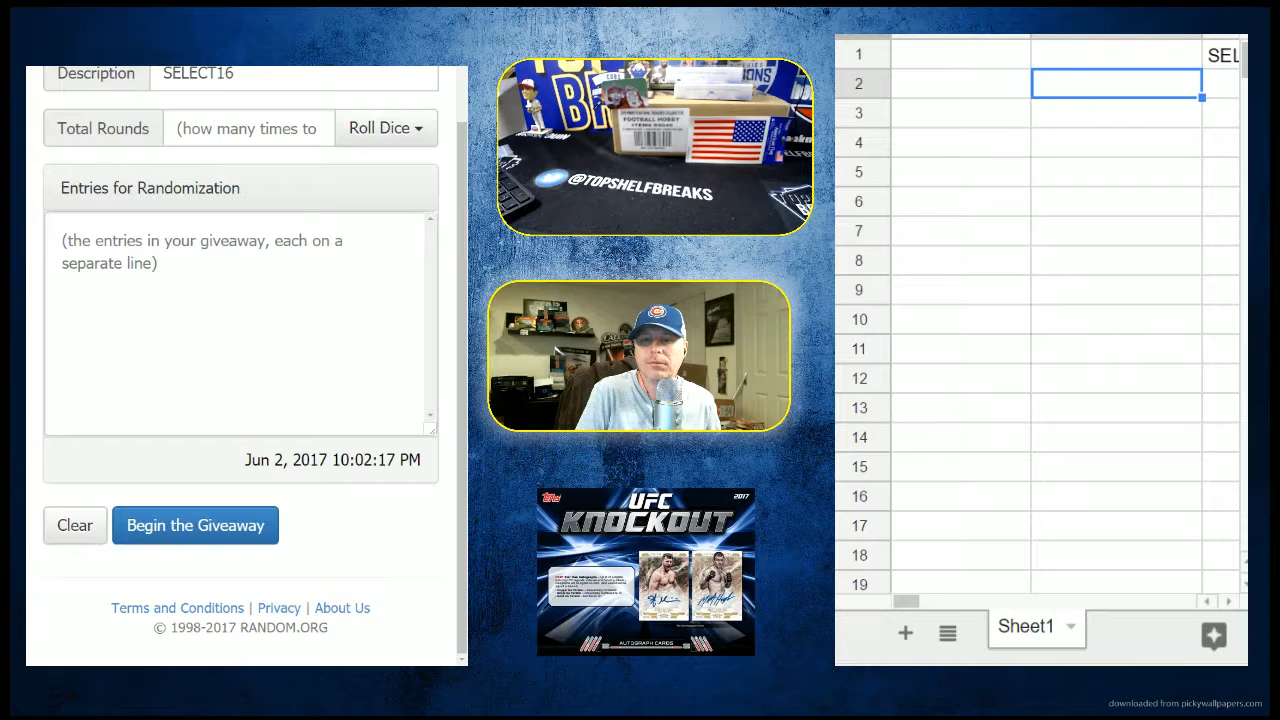 Description SELECT16
Total Rounds (how many times to Roll Dice
Entries for Randomization
(the entries in your giveaway, each on a
separate line)
Jun 2, 2017 10:02:17 PM
Clear Begin the Giveaway
Terms and Conditions | Privacy | About Us
© 1998-2017 RANDOM.ORG
CUBS
FOOTBALL HOBBY
@TOPSHELFBREAKS
Topps
UFC
2017
KNOCKOUT
AUTOGRAPH CARDS
1
SEL
2
3
4
5
6
7
8
9
10
11
12
13
14
15
16
17
18
Sheet1
downloaded from pickywallpapers.com